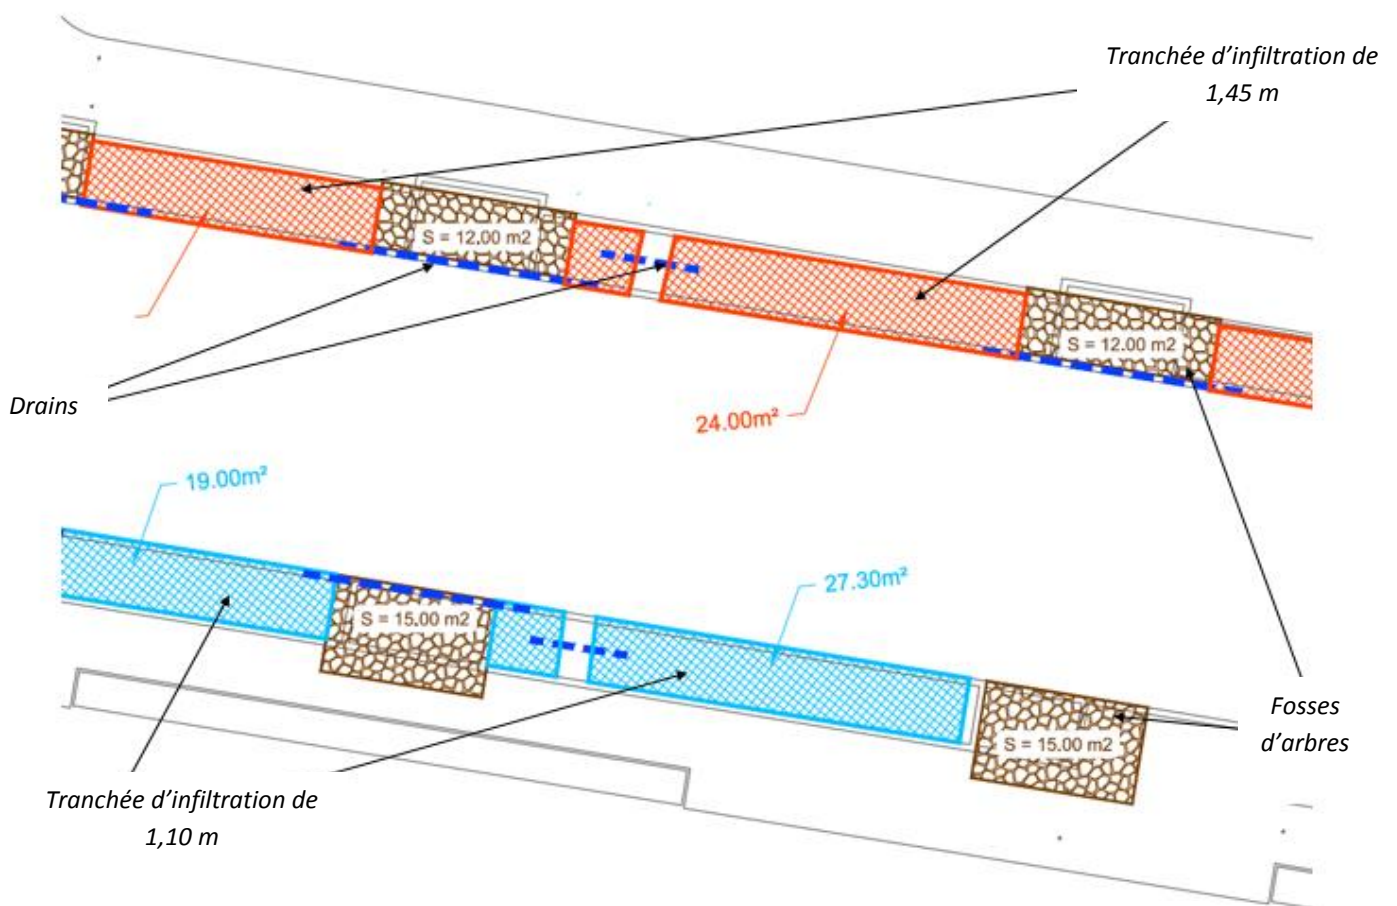 Tranchée d’infiltration de
1,45 m
S = 12.00 m2
S = 12.00 m2
Drains
24.00m²
19.00m²
27.30m²
S = 15.00 m2
S = 15.00 m2
Fosses
d’arbres
Tranchée d’infiltration de
1,10 m